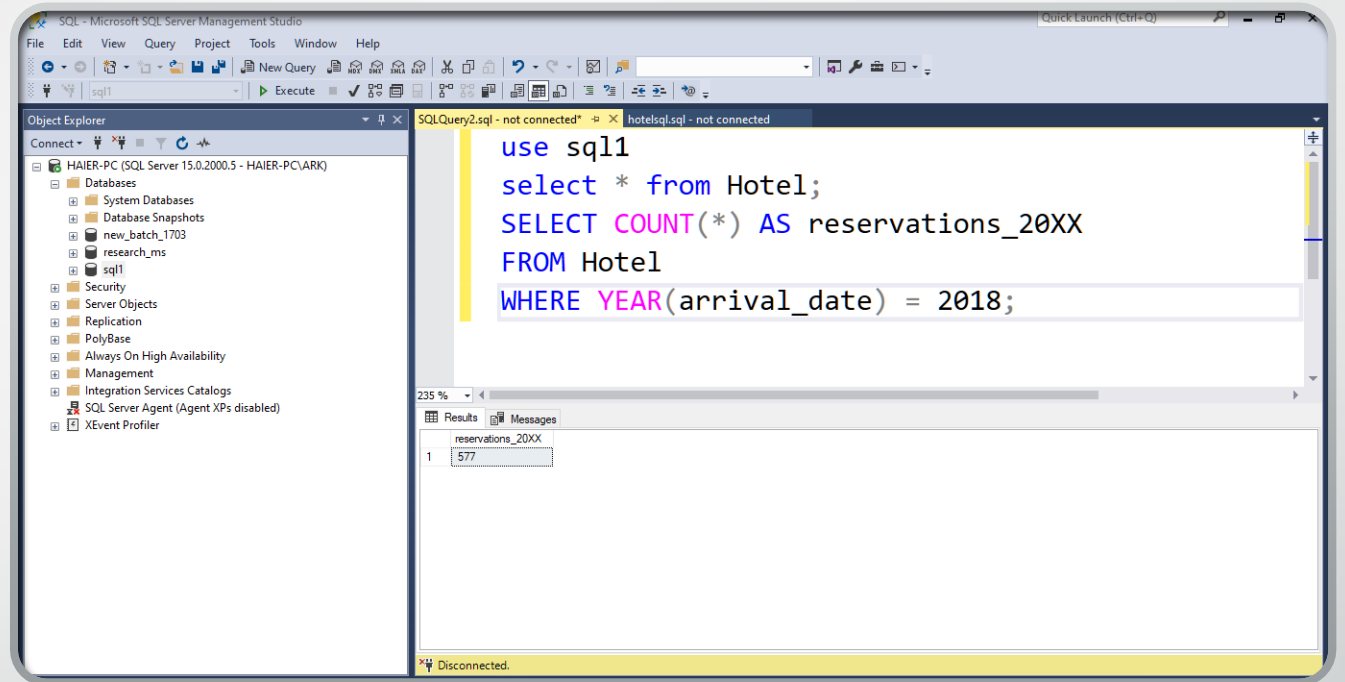 SQL - Microsoft SQL Server Management Studio
Quick Launch (Ctrl+Q)
File Edit View Query Project Tools Window Help
New Query
sql1
Execute
Object Explorer
Connect
HAIER-PC (SQL Server 15.0.2000.5 - HAIER-PC\ARK)
Databases
System Databases
Database Snapshots
new_batch_1703
research_ms
sql1
Security
Server Objects
Replication
PolyBase
Always On High Availability
Management
Integration Services Catalogs
SQL Server Agent (Agent XPs disabled)
XEvent Profiler
SQLQuery2.sql - not connected* hotelsql.sql - not connected
use sql1
select * from Hotel;
SELECT COUNT(*) AS reservations_20XX
FROM Hotel
WHERE YEAR(arrival_date) = 2018;
235 %
Results Messages
reservations_20XX
1 577
Disconnected.